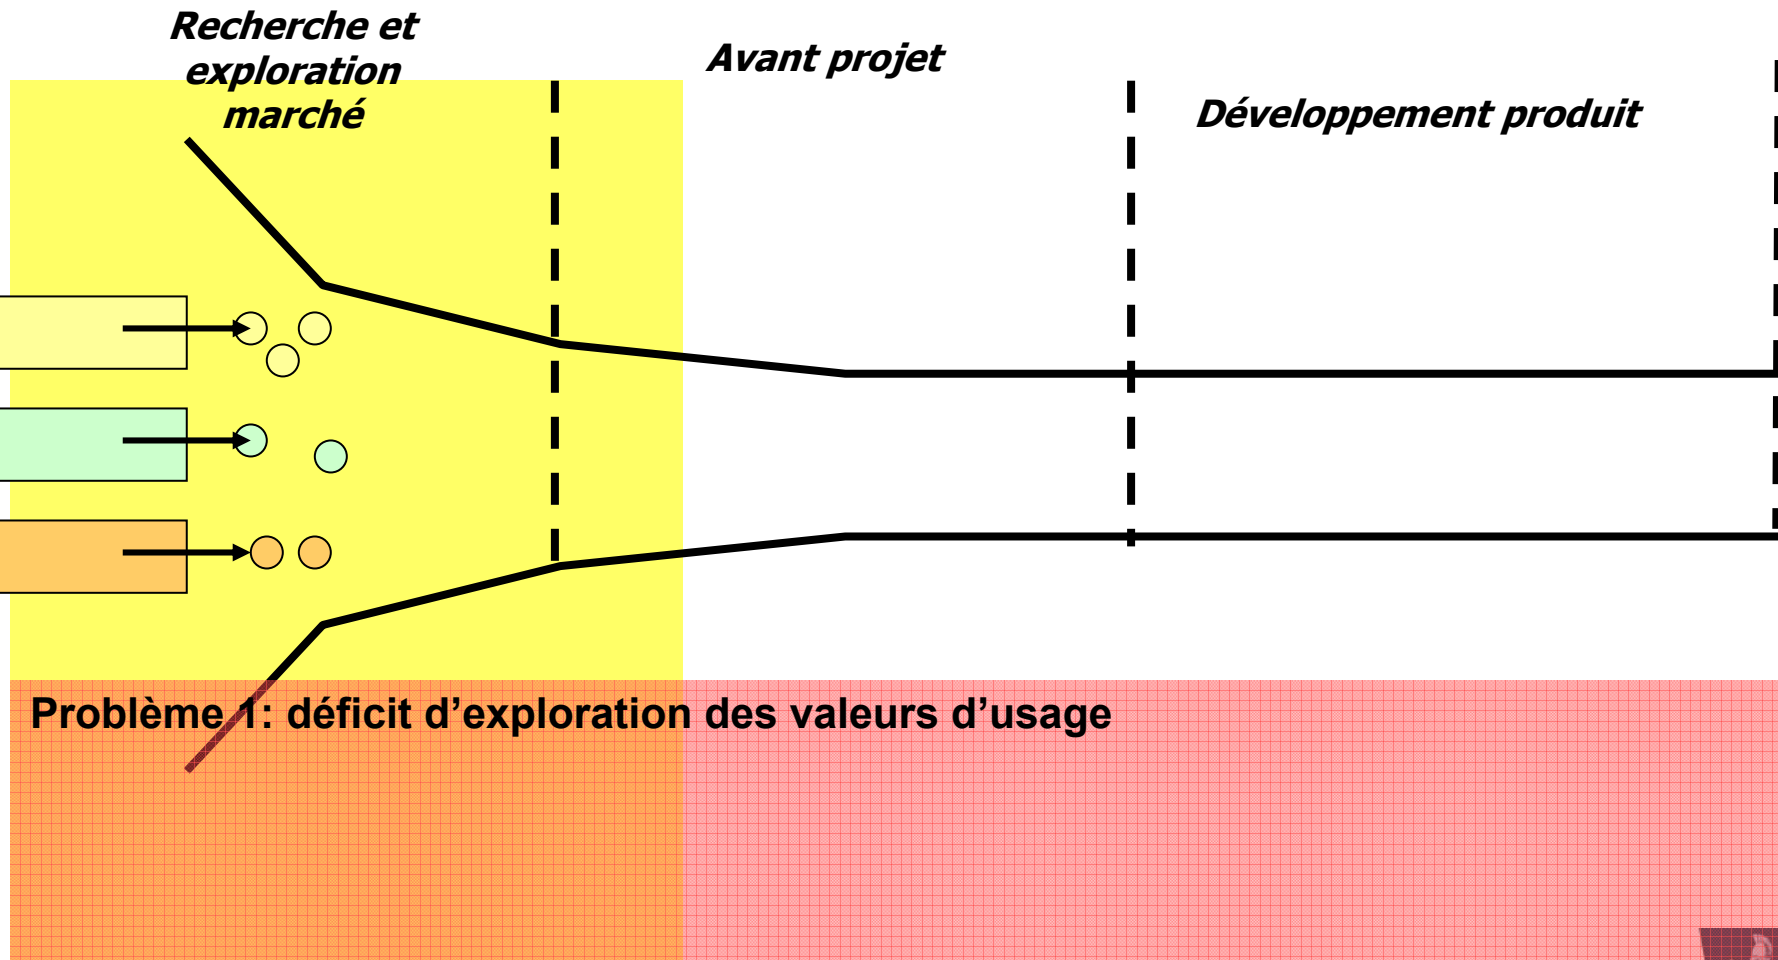 Recherche et
exploration
marché
Avant projet
Développement produit
Problème 1: déficit d’exploration des valeurs d’usage